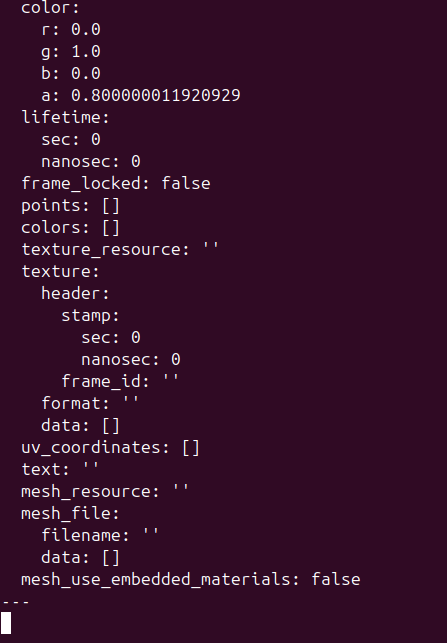 color:
r: 0.0
g: 1.0
b: 0.0
a: 0.800000011920929
lifetime:
sec: 0
nanosec: 0
frame_locked: false
points: []
colors: []
texture_resource: ''
texture:
header:
stamp:
sec: 0
nanosec: 0
frame_id: ''
format: ''
data: []
uv_coordinates: []
text: ''
mesh_resource: ''
mesh_file:
filename: ''
data: []
mesh_use_embedded_materials: false
---